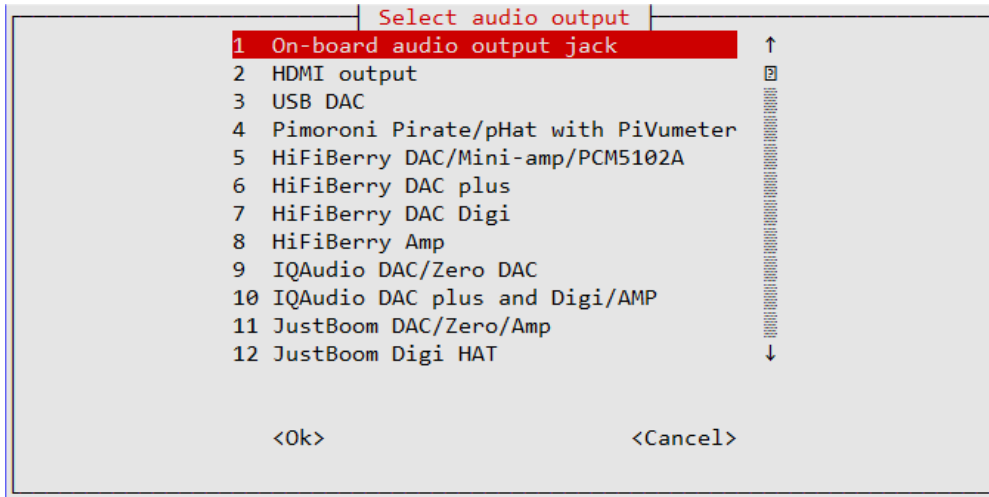 Select audio output
1 On-board audio output jack
2 HDMI output
3 USB DAC
4 Pimoroni Pirate/pHat with PiVumeter
5 HiFiBerry DAC/Mini-amp/PCM5102A
6 HiFiBerry DAC plus
7 HiFiBerry DAC Digi
8 HiFiBerry Amp
9 IQAudio DAC/Zero DAC
10 IQAudio DAC plus and Digi/AMP
11 JustBoom DAC/Zero/Amp
12 JustBoom Digi HAT
<Ok> <Cancel>